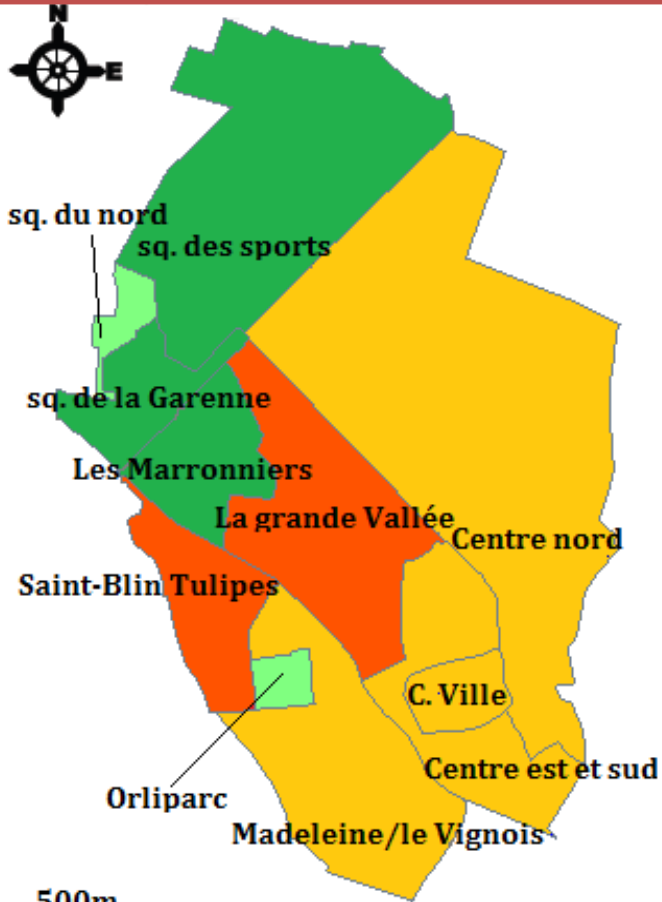 N
E
sq. du nord
sq. des sports
sq. de la Garenne
Les Marronniers
La grande Vallée
Centre nord
Saint-Blin Tulipes
C. Ville
Centre est et sud
Orliparc
Madeleine/le Vignois
500m